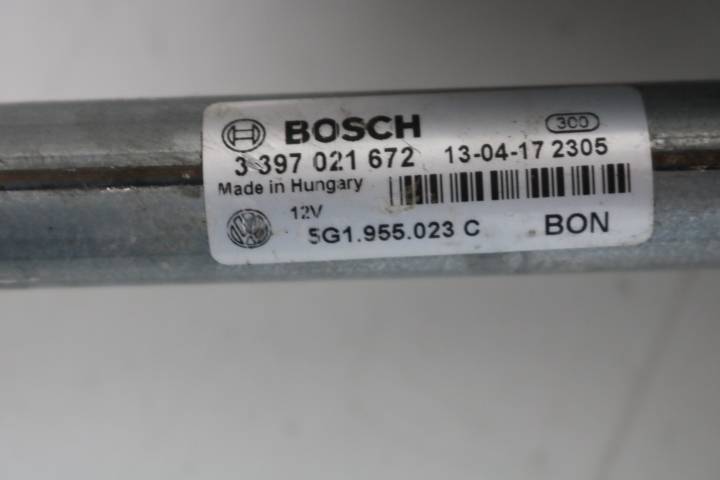 BOSCH 300
3 397 021 672 13-04-17 2305
Made in Hungary
12V
5G1.955.023 C BON